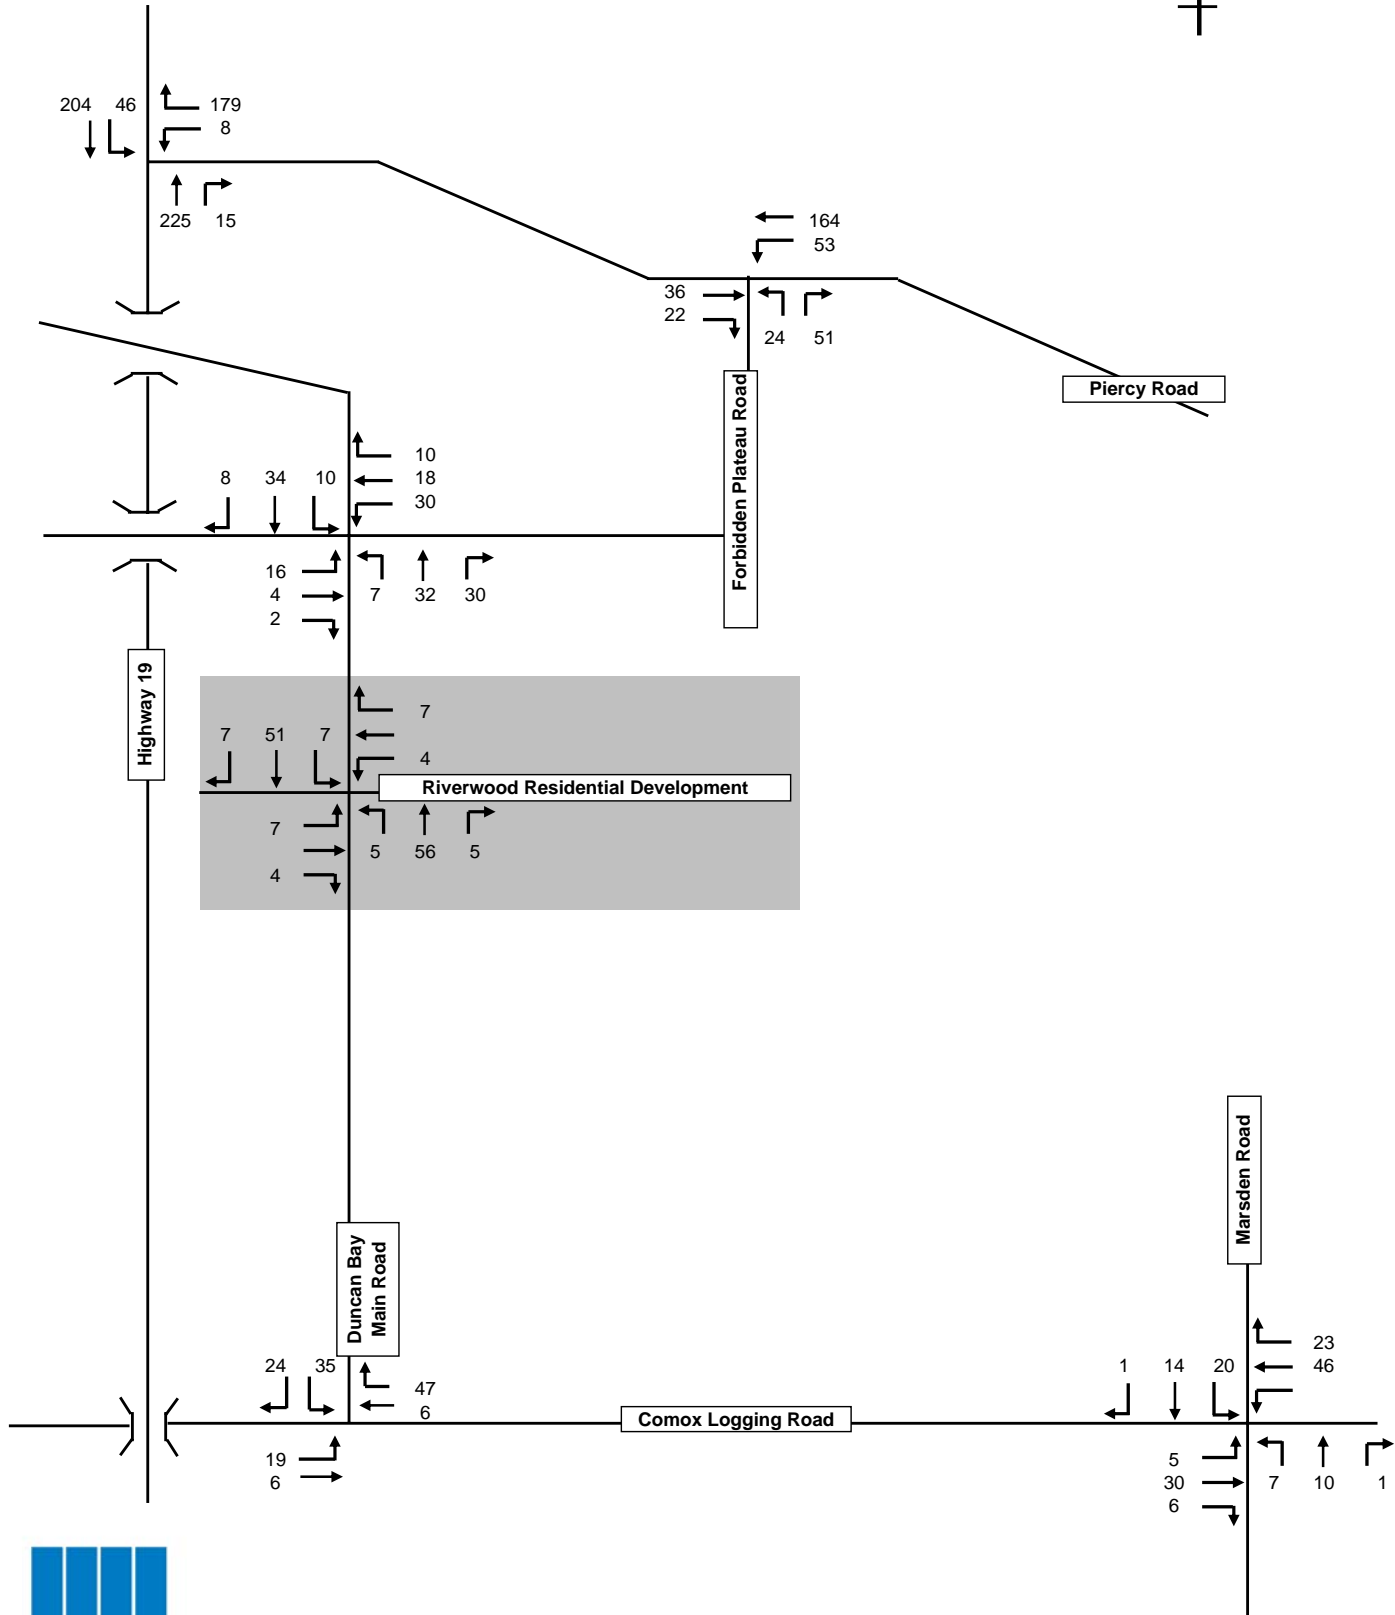 204 46 179
8
225 15
164
53
36
22
24 51
Piercy Road
Forbidden Plateau Road
10
8 34 10 18
30
16
4 7 32 30
2
Highway 19
7
7 51 7
4
Riverwood Residential Development
7
5 56 5
4
Marsden Road
Duncan Bay
Main Road
23
24 35 1 14 20 46
47
6
Comox Logging Road
19 5
6 30 7 10 1
6